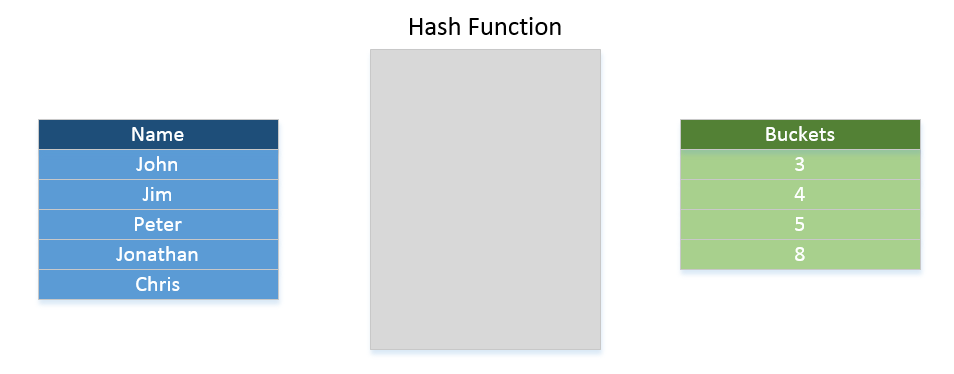 Hash Function
Name
John
Jim
Peter
Jonathan
Chris
Buckets
3
4
5
8